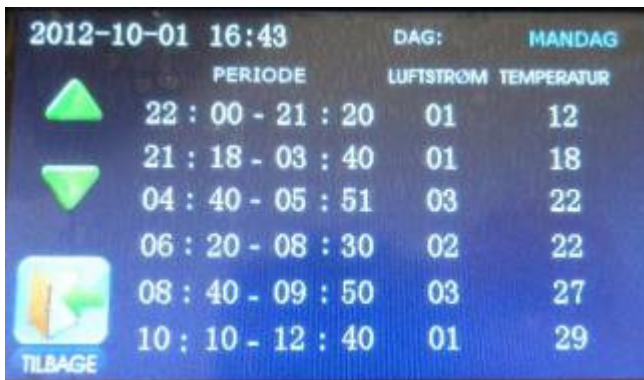 2012-10-01 16:43 DAG: MANDAG
PERIODE LUFTSTRØM TEMPERATUR
22 : 00 - 21 : 20 01 12
21 : 18 - 03 : 40 01 18
04 : 40 - 05 : 51 03 22
06 : 20 - 08 : 30 02 22
08 : 40 - 09 : 50 03 27
10 : 10 - 12 : 40 01 29
TILBAGE